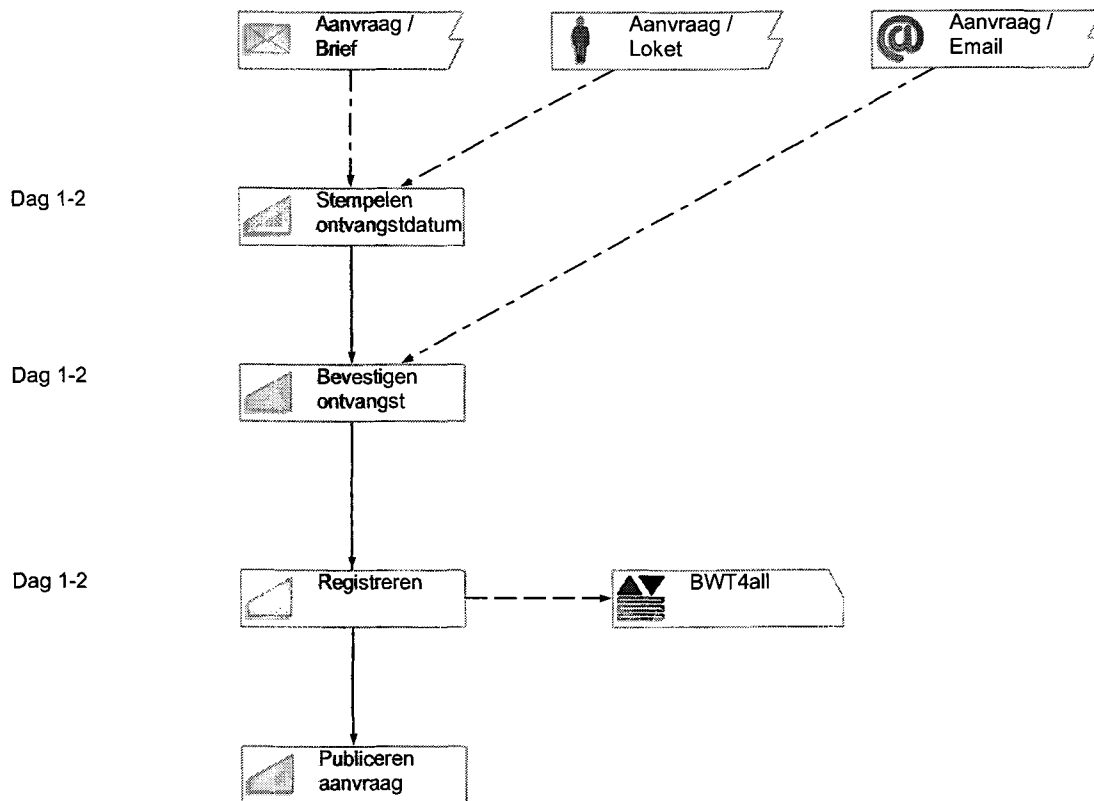 Aanvraag /
Brief
Aanvraag /
Loket
Aanvraag /
Email
Dag 1-2
Stempelen
ontvangstdatum
Dag 1-2
Bevestigen
ontvangst
Dag 1-2
Registreren
BWT4all
Publiceren
aanvraag